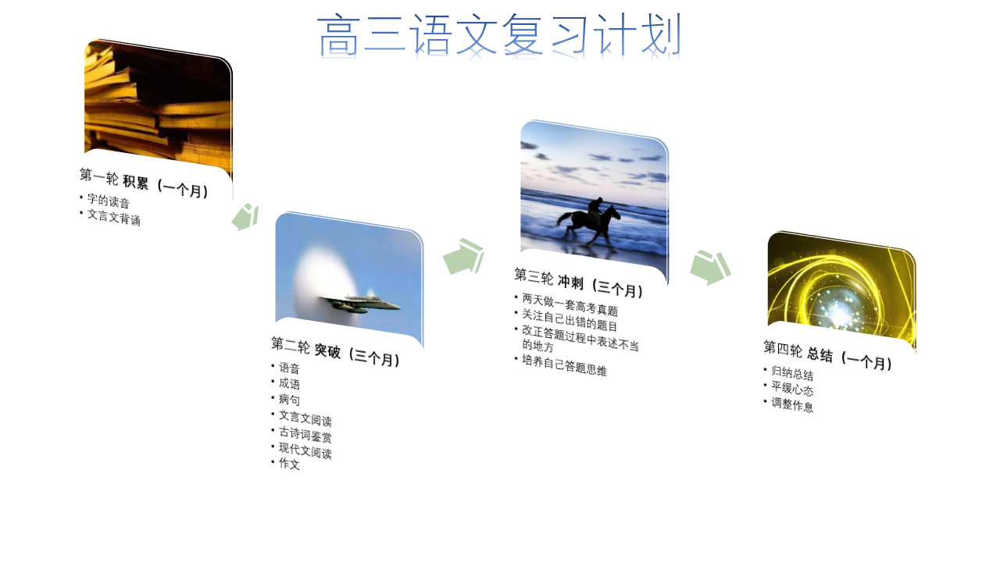 高三语文复习计划
第一轮 积累（一个月）
• 字的读音
• 文言文背诵
第二轮 突破（三个月）
• 语音
• 成语
• 病句
• 文言文阅读
• 古诗词鉴赏
• 现代文阅读
• 作文
第三轮 冲刺（三个月）
• 两天做一套高考真题
• 关注自己出错的题目
• 改正答题过程中表述不当
的地方
• 培养自己答题思维
第四轮 总结（一个月）
• 归纳总结
• 平缓心态
• 调整作息